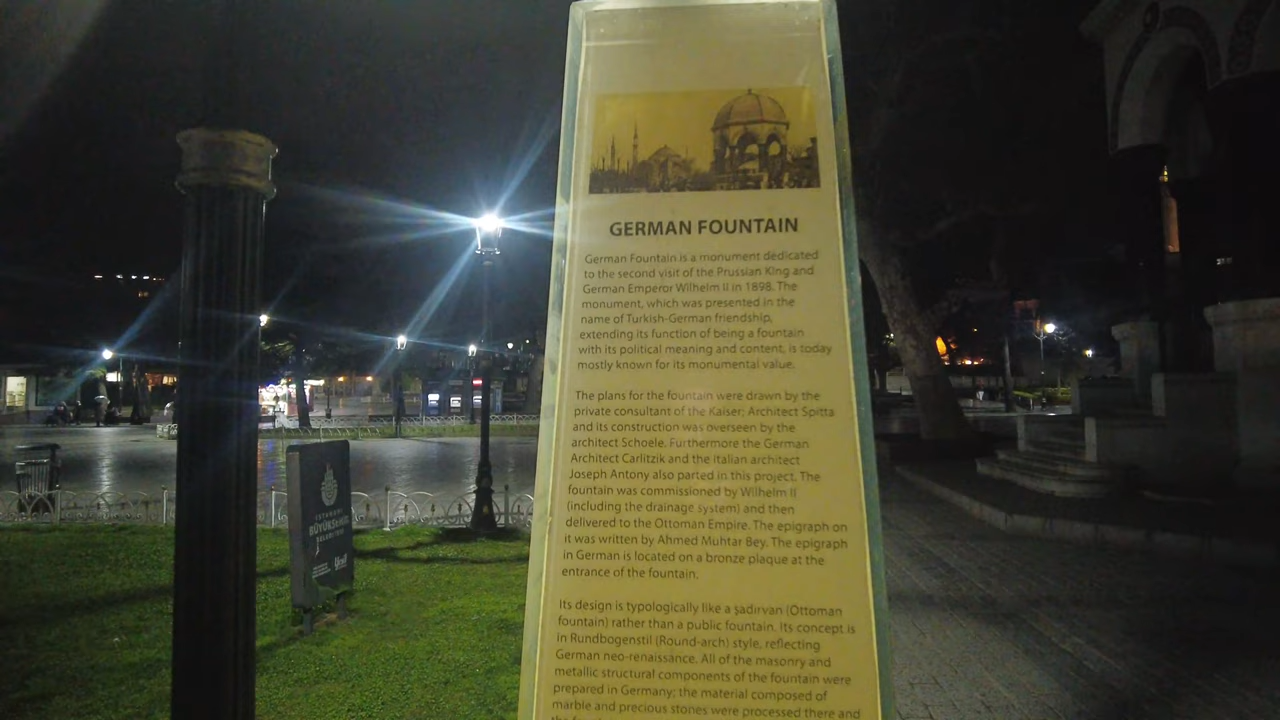 GERMAN FOUNTAIN
German Fountain is a monument dedicated
to the second visit of the Prussian King and
German Emperor Wilhelm II in 1898. The
monument, which was presented in the
name of Turkish-German friendship,
extending its function of being a fountain
with its political meaning and content, is today
mostly known for its monumental value.
The plans for the fountain were drawn by the
private consultant of the Kaiser; Architect Spitta
and its construction was overseen by the
architect Schoele. Furthermore the German
Architect Carlitzik and the italian architect
Joseph Antony also parted in this project. The
fountain was commissioned by Wilhelm II
(including the drainage system) and then
delivered to the Ottoman Empire. The epigraph on
it was written by Ahmed Muhtar Bey. The epigraph
in German is located on a bronze plaque at the
entrance of the fountain.
Its design is typologically like a şadırvan (Ottoman
fountain) rather than a public fountain. Its concept is
in Rundbogenstil (Round-arch) style, reflecting
German neo-renaissance. All of the masonry and
metallic structural components of the fountain were
prepared in Germany; the material composed of
marble and precious stones were processed there and
İSTANBUL
BÜYÜKŞEHİR
BELEDİYESİ